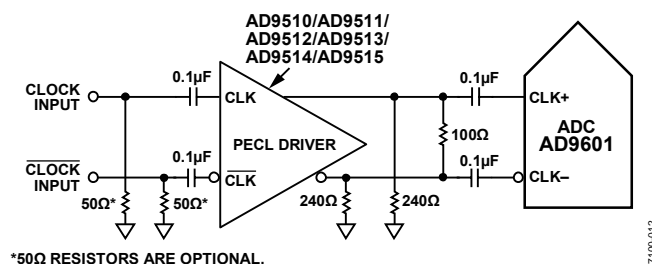 AD9510/AD9511/
AD9512/AD9513/
AD9514/AD9515
0.1µF
0.1µF
CLOCK
INPUT
CLK
CLK+
PECL DRIVER
100Ω
ADC
AD9601
CLOCK
INPUT
0.1µF
CLK
0.1µF
CLK–
50Ω*
50Ω*
240Ω
240Ω
*50Ω RESISTORS ARE OPTIONAL.